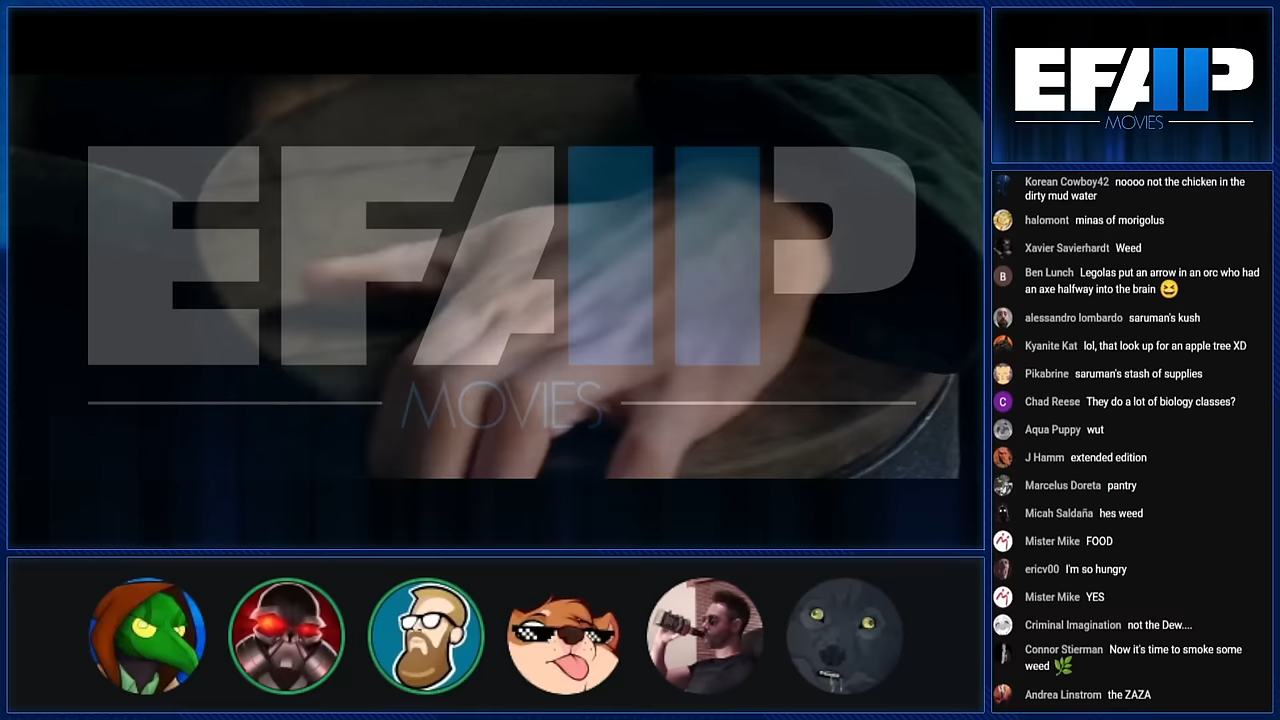 EFAP
MOVIES
EFAP
MOVIES
Korean Cowboy42 noooo not the chicken in the
dirty mud water
halomont minas of morigolus
Xavier Savierhardt Weed
B
Ben Lunch Legolas put an arrow in an orc who had
an axe halfway into the brain 😆
alessandro lombardo saruman's kush
Kyanite Kat lol, that look up for an apple tree XD
Pikabrine saruman's stash of supplies
C
Chad Reese They do a lot of biology classes?
Aqua Puppy wut
J Hamm extended edition
Marcelus Doreta pantry
Micah Saldaña hes weed
Mister Mike FOOD
ericv00 I'm so hungry
Mister Mike YES
Criminal Imagination not the Dew....
Connor Stierman Now it's time to smoke some
weed 🌿
Andrea Linstrom the ZAZA